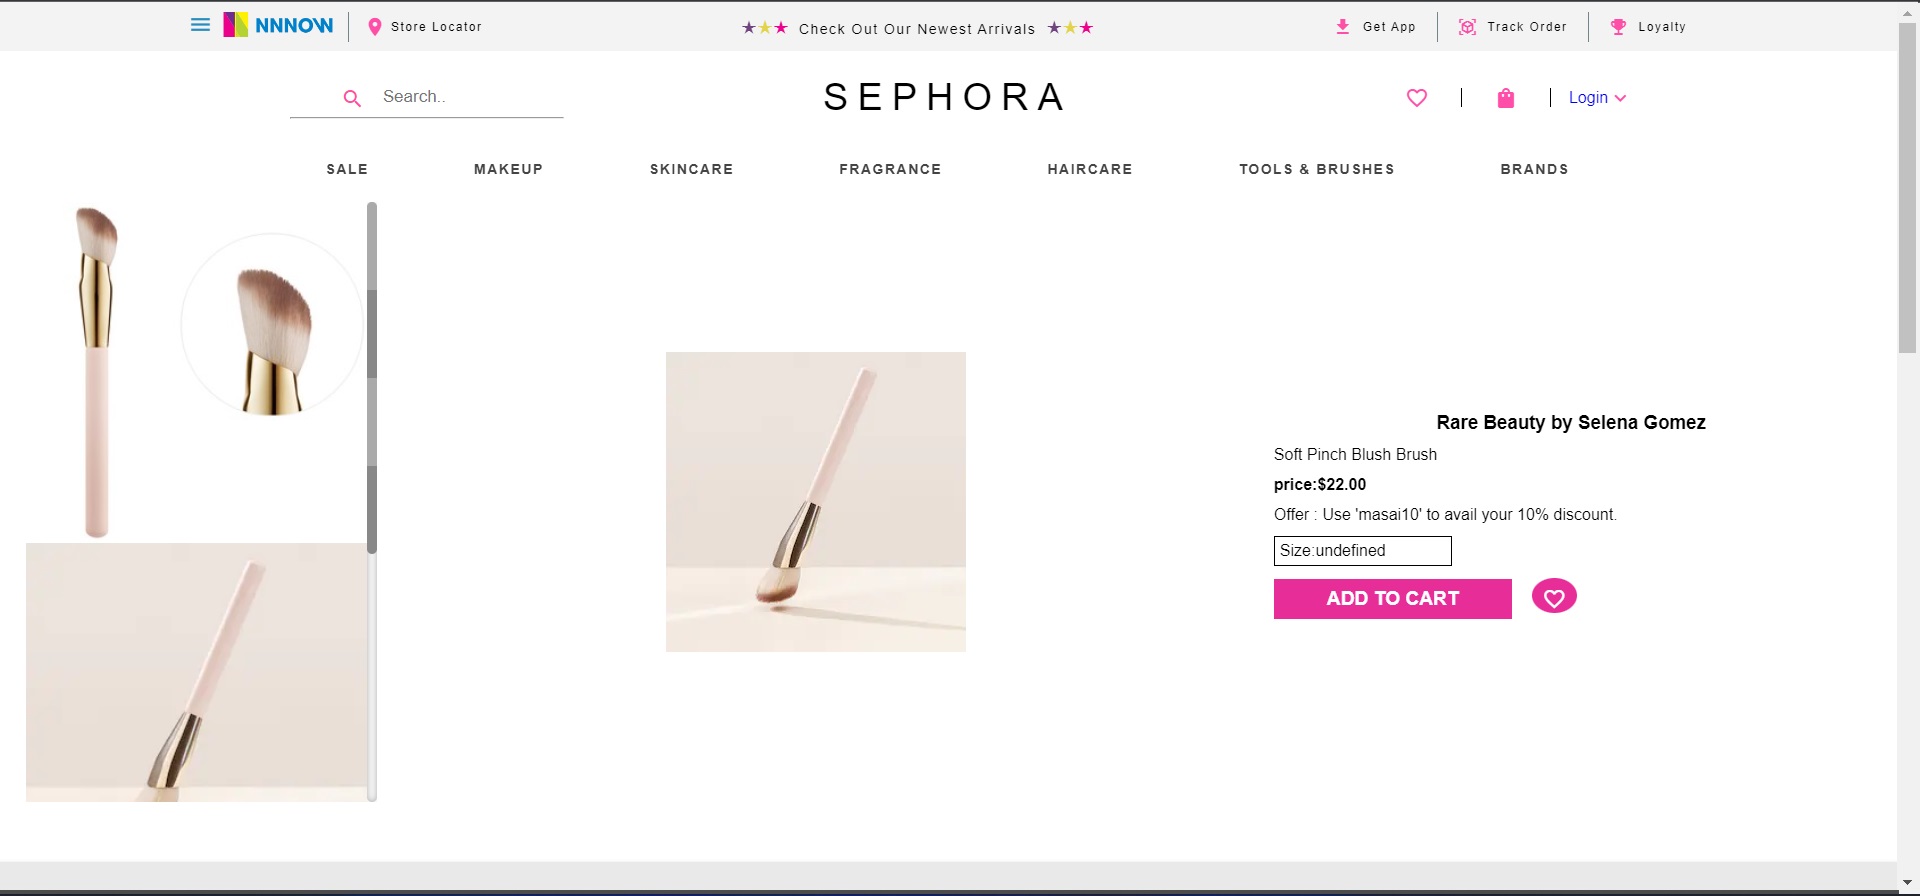 NNNOW
Store Locator
Check Out Our Newest Arrivals
Get App
Track Order
Loyalty
Search..
SEPHORA
Login
SALE
MAKEUP
SKINCARE
FRAGRANCE
HAIRCARE
TOOLS & BRUSHES
BRANDS
Rare Beauty by Selena Gomez
Soft Pinch Blush Brush
price:$22.00
Offer : Use 'masai10' to avail your 10% discount.
Size:undefined
ADD TO CART